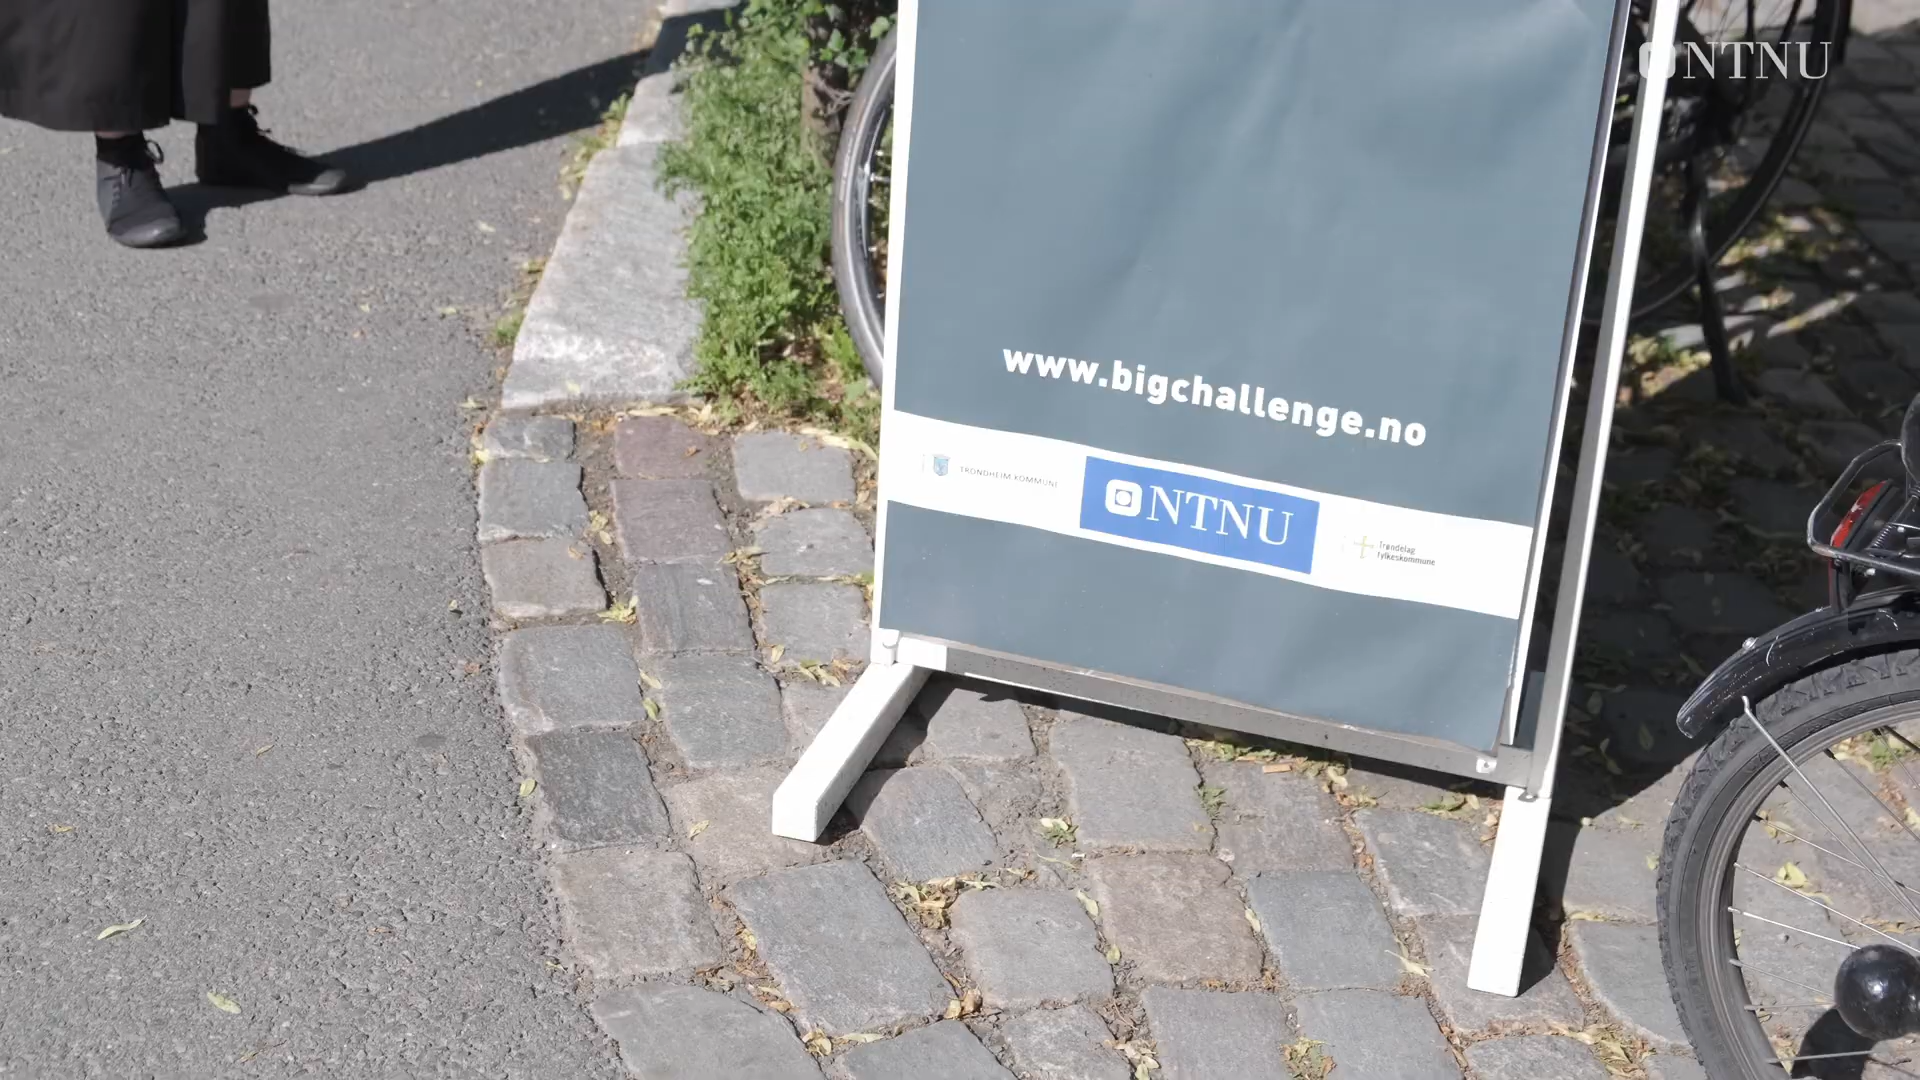 NTNU
www.bigchallenge.no
TRONDHEIM KOMMUNE
NTNU
Trøndelag
fylkeskommune